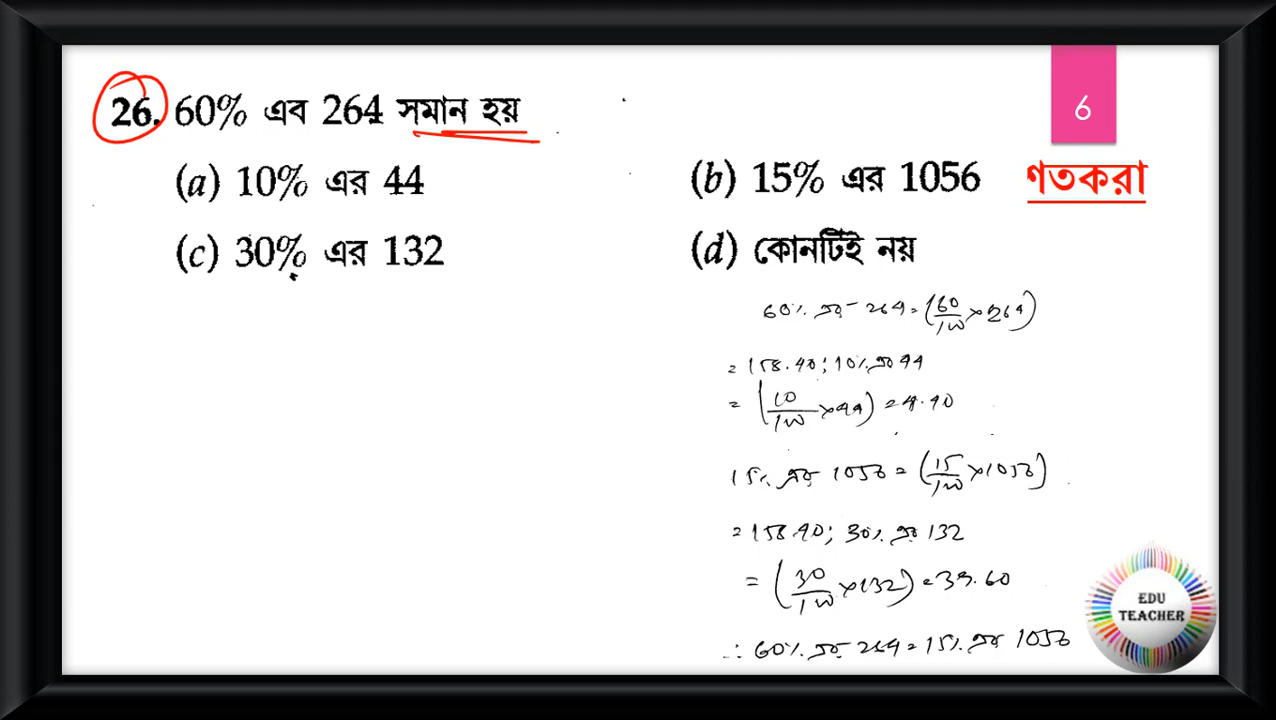 26. 60% এব 264 সমান হয়
6
(a) 10% এর 44
(b) 15% এর 1056
ণতকরা
(c) 30% এর 132
(d) কোনটিই নয়
60% এর 264 = (60/100 × 264)
= 158.40; 10% এর 44
= (10/100 × 44) = 4.40
15% এর 1056 = (15/100 × 1056)
= 158.40; 30% এর 132
= (30/100 × 132) = 39.60
∴ 60% এর 264 = 15% এর 1056
EDU
TEACHER